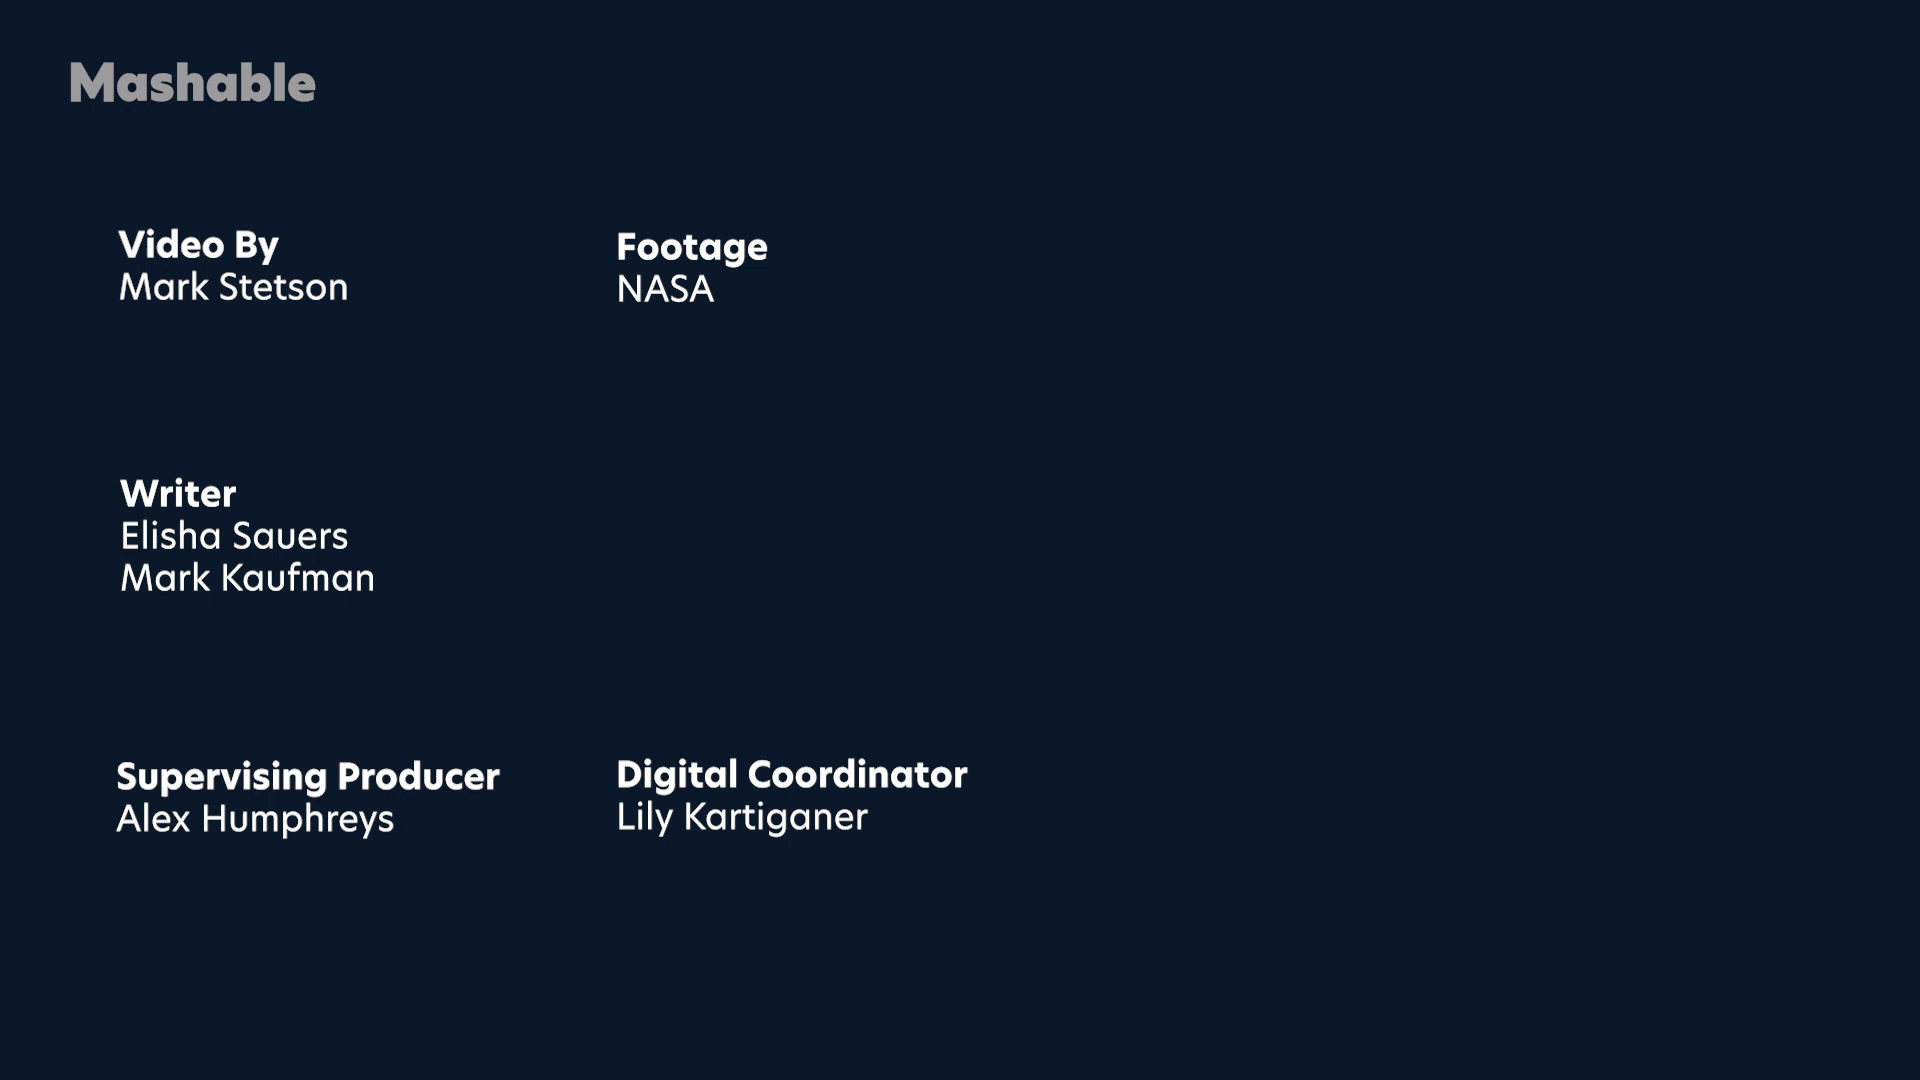 Mashable
Video By
Mark Stetson
Footage
NASA
Writer
Elisha Sauers
Mark Kaufman
Supervising Producer
Alex Humphreys
Digital Coordinator
Lily Kartiganer